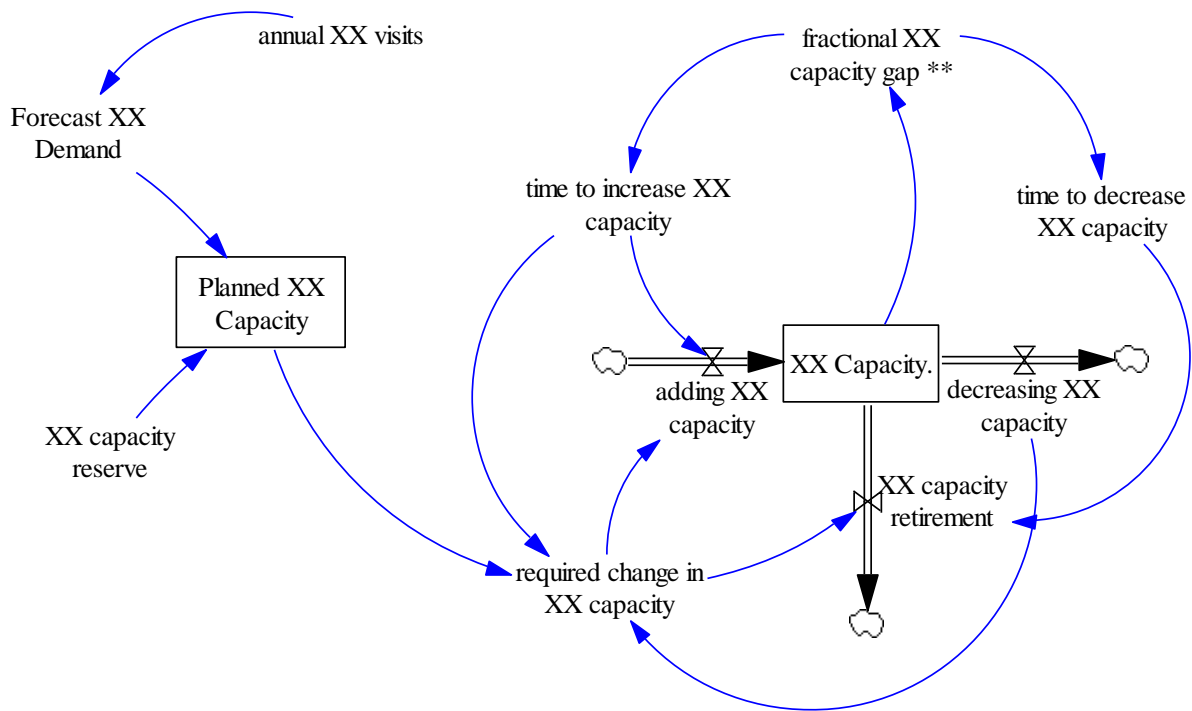 annual XX visits
fractional XX
capacity gap **
Forecast XX
Demand
time to increase XX
capacity
time to decrease
XX capacity
Planned XX
Capacity
XX Capacity.
adding XX
capacity
decreasing XX
capacity
XX capacity
reserve
XX capacity
retirement
required change in
XX capacity